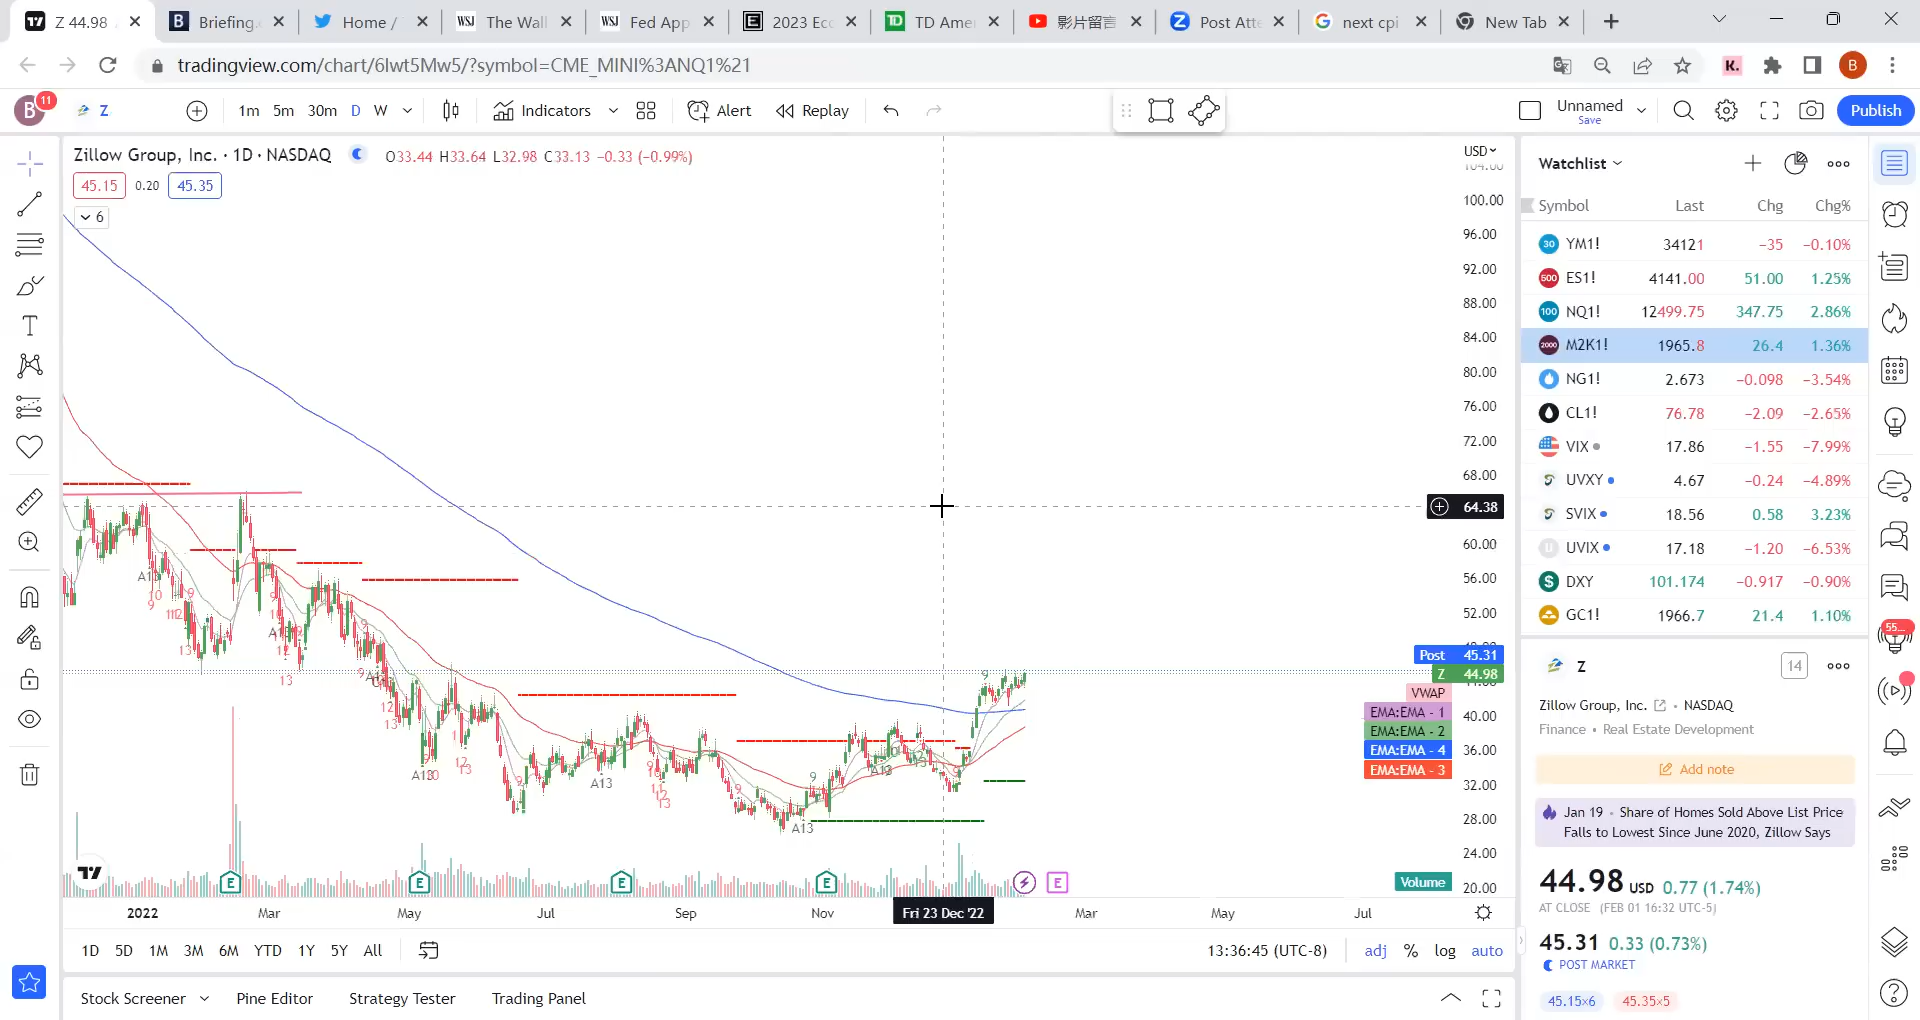 Z 44.98
Briefing.
Home /
WSJ The Wall
WSJ Fed App
2023 Eco
TD Amer
影片留言
Post Atte
next cpi
New Tab
tradingview.com/chart/6lwt5Mw5/?symbol=CME_MINI%3ANQ1%21
K.
B
B 11
Z
1m 5m 30m D W
Indicators
Alert
Replay
Unnamed
Save
Publish
Zillow Group, Inc. · 1D · NASDAQ
O33.44 H33.64 L32.98 C33.13 −0.33 (−0.99%)
45.15 0.20 45.35
6
USD
104.00
100.00
96.00
92.00
88.00
84.00
80.00
76.00
72.00
68.00
64.38
60.00
56.00
52.00
48.00
Post 45.31
Z 44.98
44.00
VWAP
EMA:EMA - 1
40.00
EMA:EMA - 2
EMA:EMA - 4
36.00
EMA:EMA - 3
32.00
28.00
24.00
Volume
20.00
2022 Mar May Jul Sep Nov Fri 23 Dec '22 Mar May Jul
1D 5D 1M 3M 6M YTD 1Y 5Y All
13:36:45 (UTC-8)
adj % log auto
Stock Screener
Pine Editor
Strategy Tester
Trading Panel
Watchlist
Symbol Last Chg Chg%
YM1! 34121 −35 −0.10%
ES1! 4141.00 51.00 1.25%
NQ1! 12499.75 347.75 2.86%
M2K1! 1965.8 26.4 1.36%
NG1! 2.673 −0.098 −3.54%
CL1! 76.78 −2.09 −2.65%
VIX 17.86 −1.55 −7.99%
UVXY 4.67 −0.24 −4.89%
SVIX 18.56 0.58 3.23%
UVIX 17.18 −1.20 −6.53%
DXY 101.174 −0.917 −0.90%
GC1! 1966.7 21.4 1.10%
Z
14
Zillow Group, Inc. • NASDAQ
Finance • Real Estate Development
Add note
Jan 19 · Share of Homes Sold Above List Price
Falls to Lowest Since June 2020, Zillow Says
44.98 USD 0.77 (1.74%)
AT CLOSE (FEB 01 16:32 UTC-5)
45.31 0.33 (0.73%)
POST MARKET
45.15×6 45.35×5